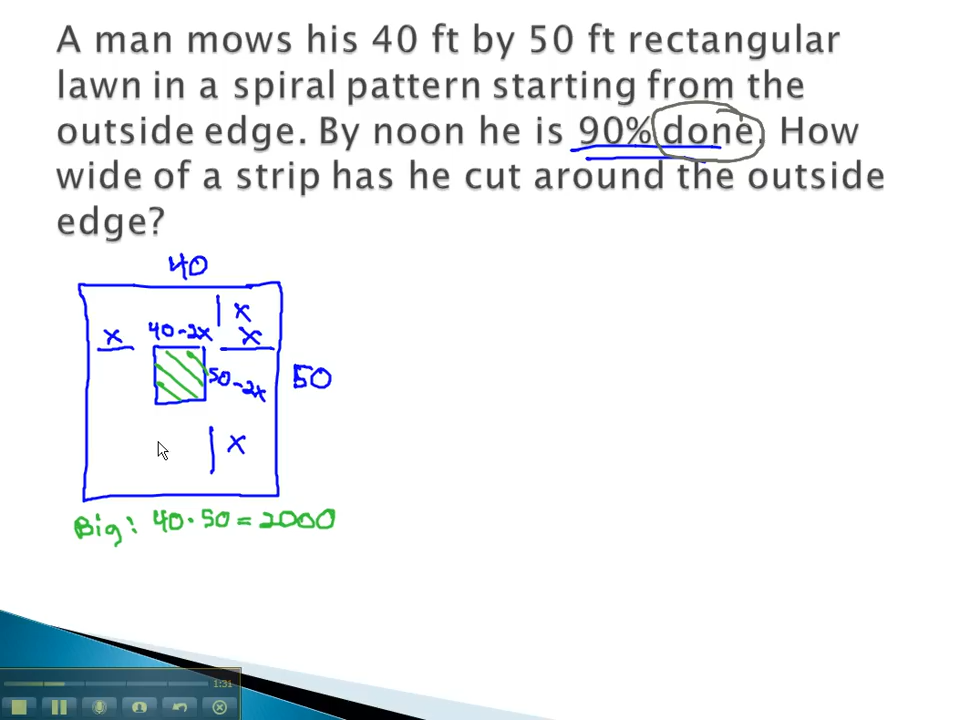 A man mows his 40 ft by 50 ft rectangular
lawn in a spiral pattern starting from the
outside edge. By noon he is 90% done. How
wide of a strip has he cut around the outside
edge?
40
x
x 40-2x x
50-2x 50
x
Big: 40·50=2000
1:31